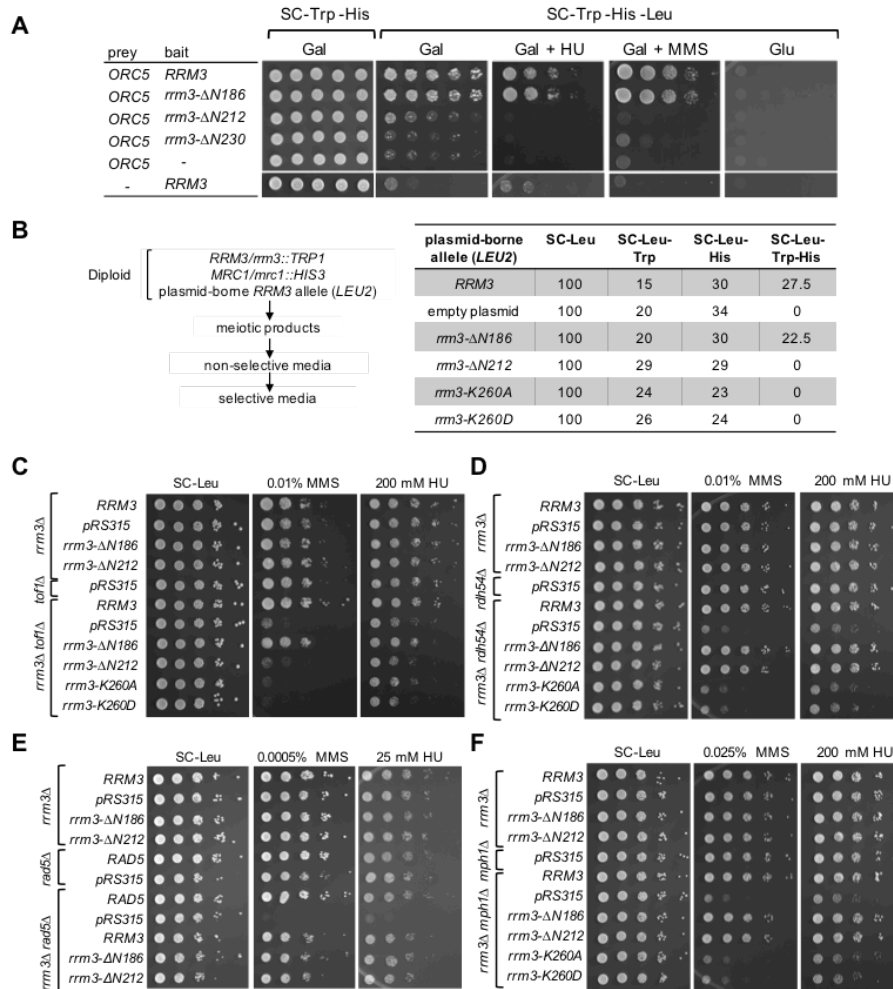 A
SC-Trp -His
SC-Trp -His -Leu
prey bait
Gal
Gal
Gal + HU
Gal + MMS
Glu
ORC5 RRM3
ORC5 rrm3-ΔN186
ORC5 rrm3-ΔN212
ORC5 rrm3-ΔN230
ORC5 -
- RRM3
B
Diploid
RRM3/rrm3::TRP1
MRC1/mrc1::HIS3
plasmid-borne RRM3 allele (LEU2)
meiotic products
non-selective media
selective media
plasmid-borne allele (LEU2) SC-Leu SC-Leu-Trp SC-Leu-His SC-Leu-Trp-His
RRM3 100 15 30 27.5
empty plasmid 100 20 34 0
rrm3-ΔN186 100 20 30 22.5
rrm3-ΔN212 100 29 29 0
rrm3-K260A 100 24 23 0
rrm3-K260D 100 26 24 0
C
SC-Leu 0.01% MMS 200 mM HU
rrm3Δ
RRM3
pRS315
rrm3-ΔN186
rrm3-ΔN212
tof1Δ
pRS315
rrm3Δ tof1Δ
RRM3
pRS315
rrm3-ΔN186
rrm3-ΔN212
rrm3-K260A
rrm3-K260D
D
SC-Leu 0.01% MMS 200 mM HU
rrm3Δ
RRM3
pRS315
rrm3-ΔN186
rrm3-ΔN212
rdh54Δ
pRS315
rrm3Δ rdh54Δ
RRM3
pRS315
rrm3-ΔN186
rrm3-ΔN212
rrm3-K260A
rrm3-K260D
E
SC-Leu 0.0005% MMS 25 mM HU
rrm3Δ
RRM3
pRS315
rrm3-ΔN186
rrm3-ΔN212
rad5Δ
RAD5
pRS315
rrm3Δ rad5Δ
RAD5
pRS315
RRM3
rrm3-ΔN186
rrm3-ΔN212
F
SC-Leu 0.025% MMS 200 mM HU
rrm3Δ
RRM3
pRS315
rrm3-ΔN186
rrm3-ΔN212
mph1Δ
pRS315
rrm3Δ mph1Δ
RRM3
pRS315
rrm3-ΔN186
rrm3-ΔN212
rrm3-K260A
rrm3-K260D